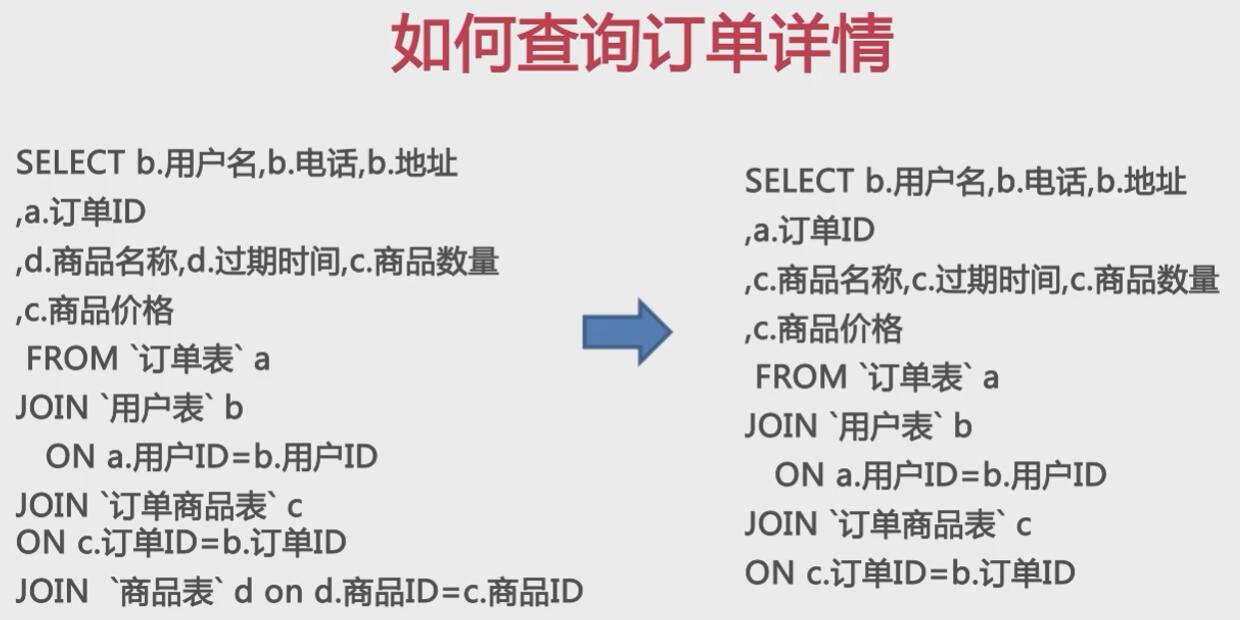 如何查询订单详情
SELECT b.用户名,b.电话,b.地址
,a.订单ID
,d.商品名称,d.过期时间,c.商品数量
,c.商品价格
FROM `订单表` a
JOIN `用户表` b
ON a.用户ID=b.用户ID
JOIN `订单商品表` c
ON c.订单ID=b.订单ID
JOIN `商品表` d on d.商品ID=c.商品ID
SELECT b.用户名,b.电话,b.地址
,a.订单ID
,c.商品名称,c.过期时间,c.商品数量
,c.商品价格
FROM `订单表` a
JOIN `用户表` b
ON a.用户ID=b.用户ID
JOIN `订单商品表` c
ON c.订单ID=b.订单ID